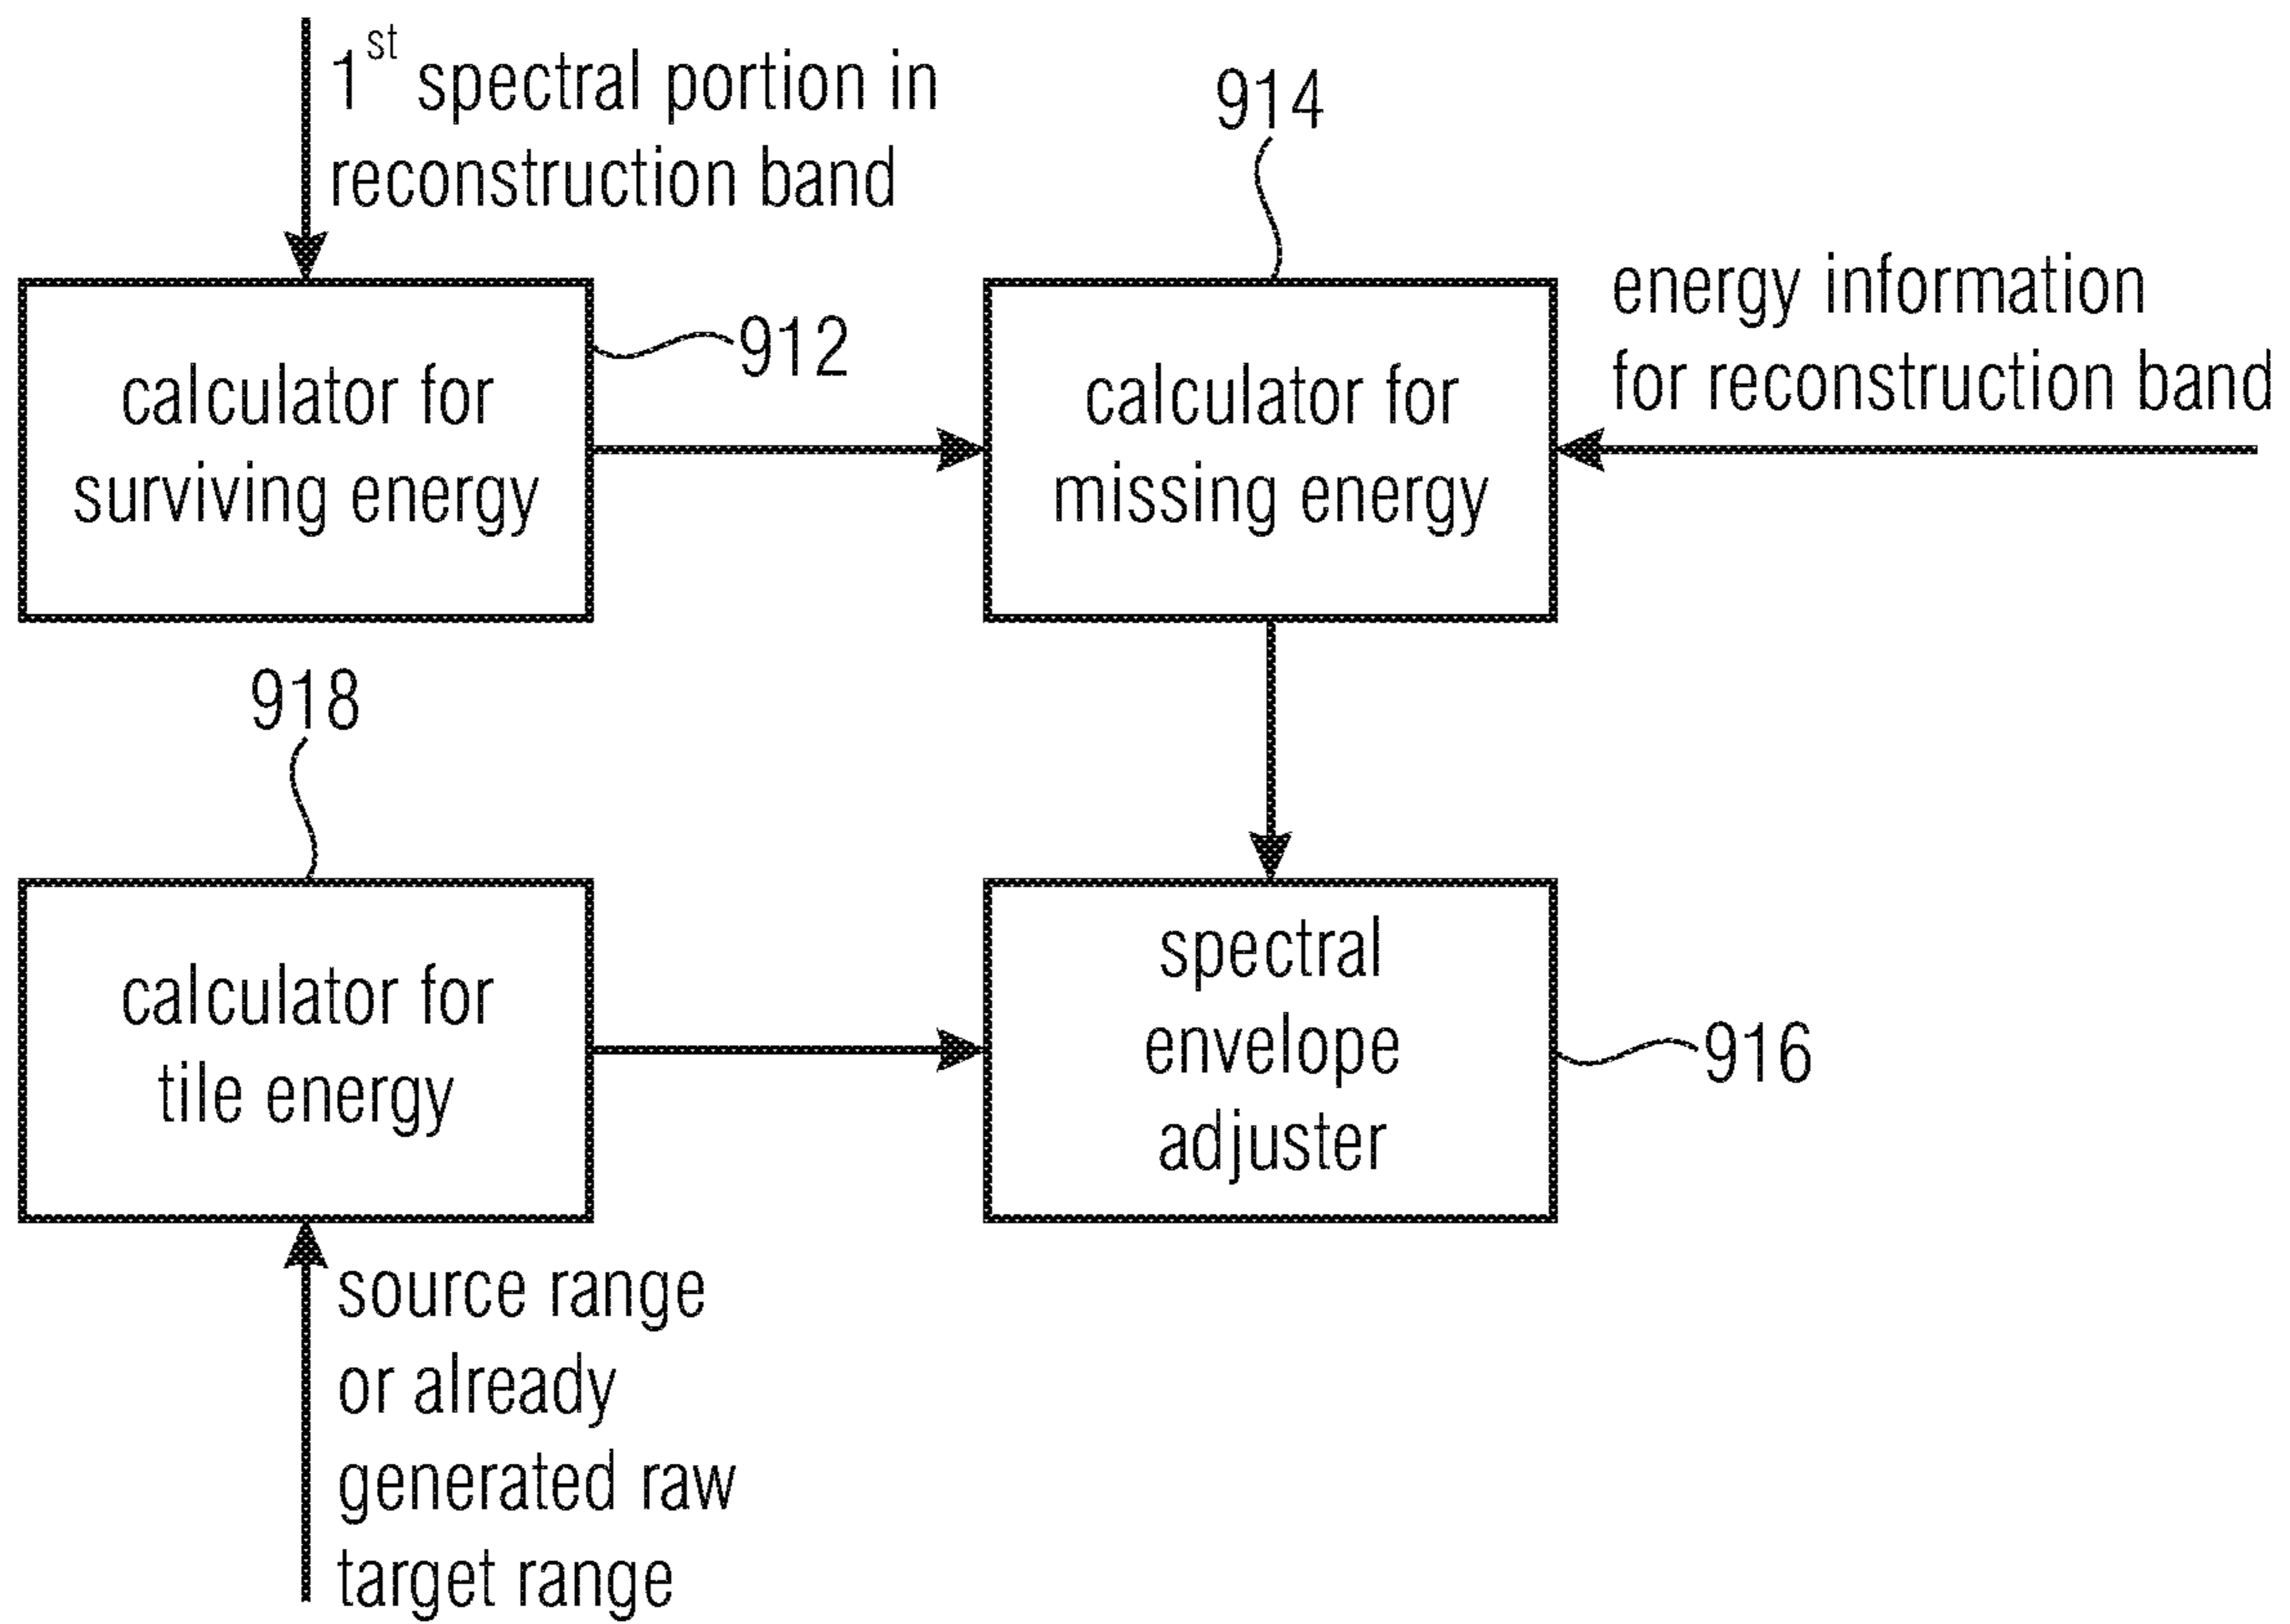 1st spectral portion in
reconstruction band
914
energy information
for reconstruction band
912
calculator for
surviving energy
calculator for
missing energy
918
calculator for
tile energy
spectral
envelope
adjuster
916
source range
or already
generated raw
target range